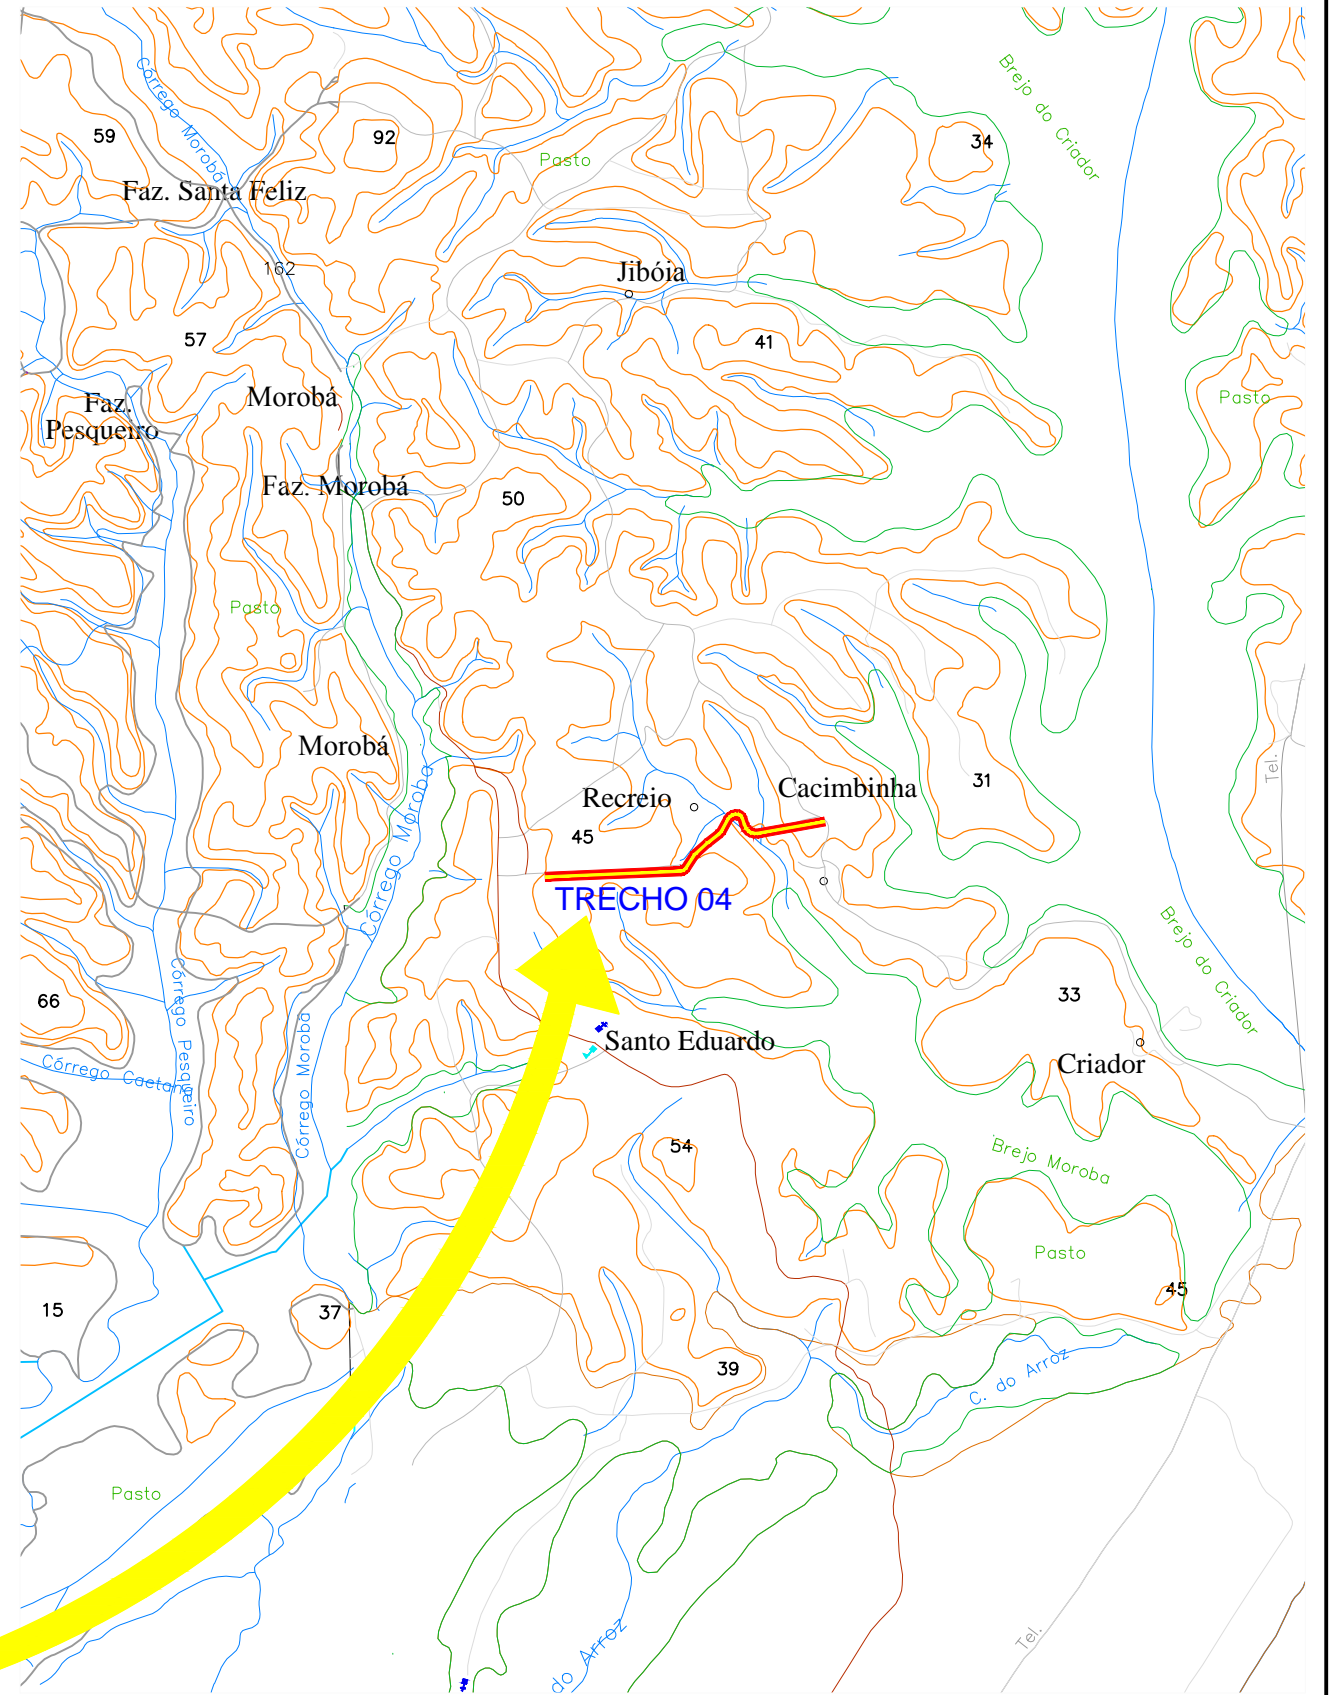 Brejo do Criador
Córrego Morobá
59
92
34
Pasto
Faz. Santa Feliz
162
Jibóia
57
41
Morobá
Faz.
Pesqueiro
Pasto
Faz. Morobá
50
Pasto
Morobá
Tel.
Córrego Moroba
Recreio
Cacimbinha
31
45
TRECHO 04
Brejo do Criador
66
Córrego Pesqueiro
33
Córrego Morobá
Santo Eduardo
Criador
Córrego Caetano
54
Brejo Moroba
Pasto
15
37
45
39
C. do Arroz
Pasto
do Arroz
Tel.